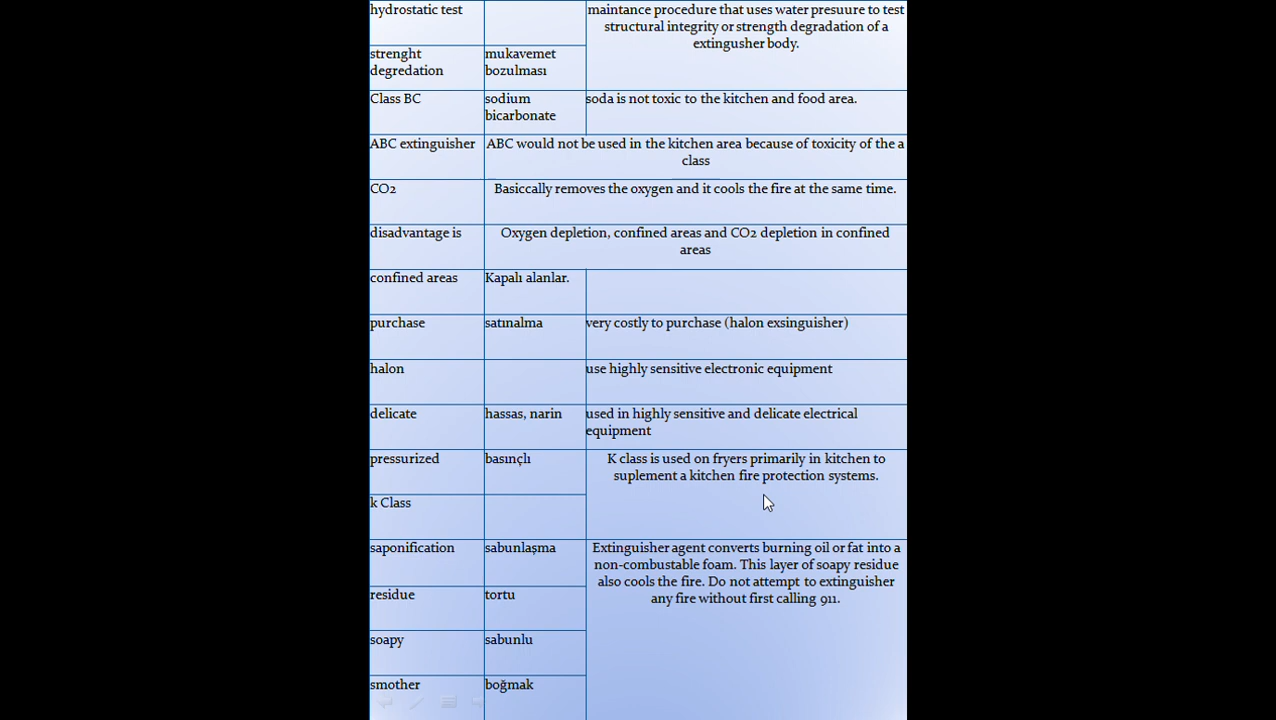 hydrostatic test
maintance procedure that uses water presuure to test
structural integrity or strength degradation of a
extingusher body.
strenght
degredation
mukavemet
bozulması
Class BC
sodium
bicarbonate
soda is not toxic to the kitchen and food area.
ABC extinguisher
ABC would not be used in the kitchen area because of toxicity of the a
class
CO2
Basiccally removes the oxygen and it cools the fire at the same time.
disadvantage is
Oxygen depletion, confined areas and CO2 depletion in confined
areas
confined areas
Kapalı alanlar.
purchase
satınalma
very costly to purchase (halon exsinguisher)
halon
use highly sensitive electronic equipment
delicate
hassas, narin
used in highly sensitive and delicate electrical
equipment
pressurized
basınçlı
K class is used on fryers primarily in kitchen to
suplement a kitchen fire protection systems.
k Class
saponification
sabunlaşma
Extinguisher agent converts burning oil or fat into a
non-combustable foam. This layer of soapy residue
also cools the fire. Do not attempt to extinguisher
any fire without first calling 911.
residue
tortu
soapy
sabunlu
smother
boğmak